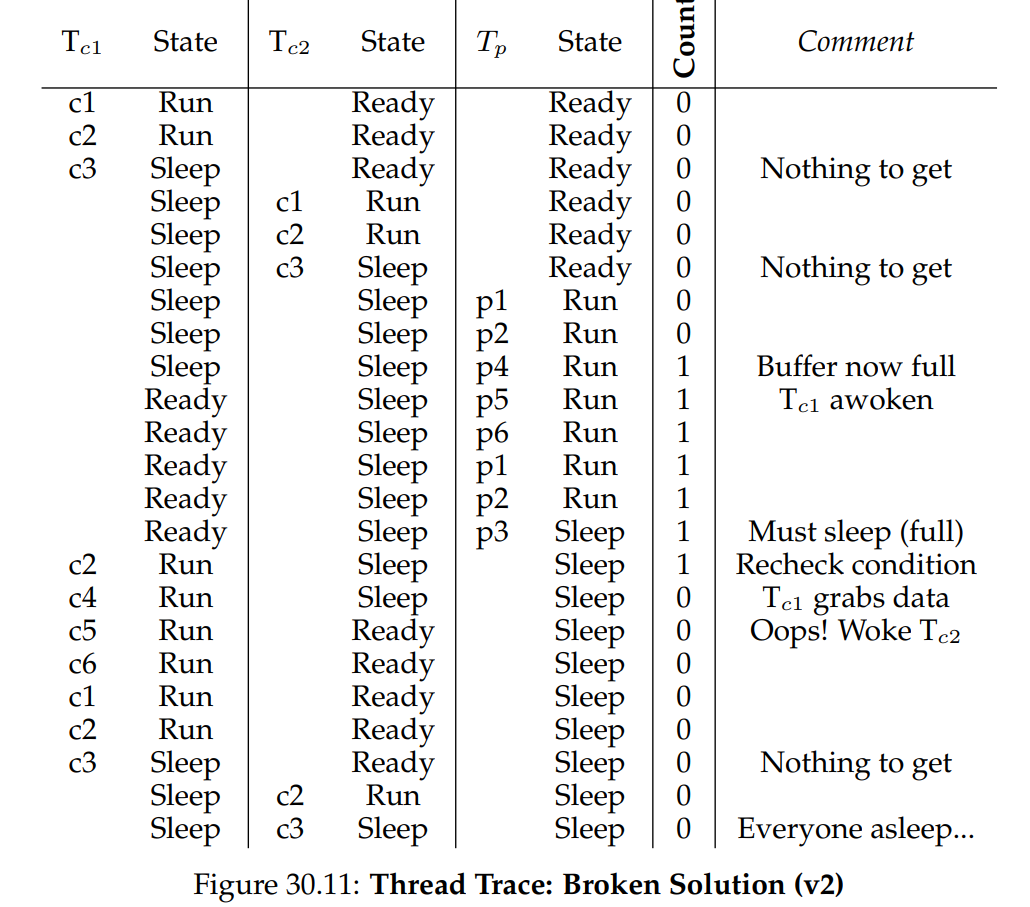 Tc1 State Tc2 State Tp State Count Comment
c1 Run Ready Ready 0
c2 Run Ready Ready 0
c3 Sleep Ready Ready 0 Nothing to get
Sleep c1 Run Ready 0
Sleep c2 Run Ready 0
Sleep c3 Sleep Ready 0 Nothing to get
Sleep Sleep p1 Run 0
Sleep Sleep p2 Run 0
Sleep Sleep p4 Run 1 Buffer now full
Ready Sleep p5 Run 1 Tc1 awoken
Ready Sleep p6 Run 1
Ready Sleep p1 Run 1
Ready Sleep p2 Run 1
Ready Sleep p3 Sleep 1 Must sleep (full)
c2 Run Sleep Sleep 1 Recheck condition
c4 Run Sleep Sleep 0 Tc1 grabs data
c5 Run Ready Sleep 0 Oops! Woke Tc2
c6 Run Ready Sleep 0
c1 Run Ready Sleep 0
c2 Run Ready Sleep 0
c3 Sleep Ready Sleep 0 Nothing to get
Sleep c2 Run Sleep 0
Sleep c3 Sleep Sleep 0 Everyone asleep...
Figure 30.11: Thread Trace: Broken Solution (v2)